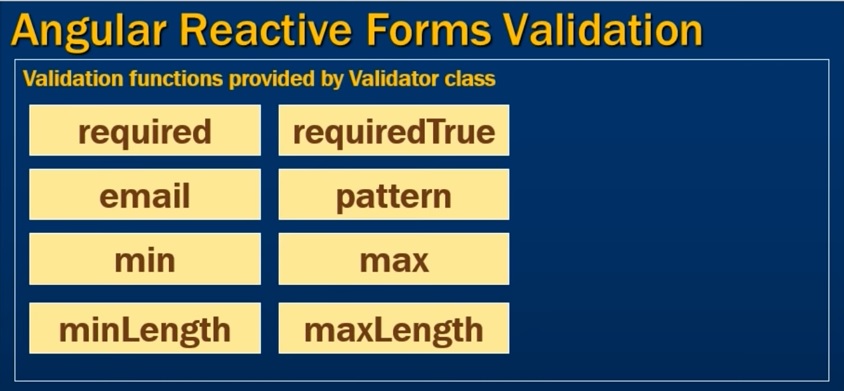 Angular Reactive Forms Validation
Validation functions provided by Validator class
required requiredTrue
email pattern
min max
minLength maxLength